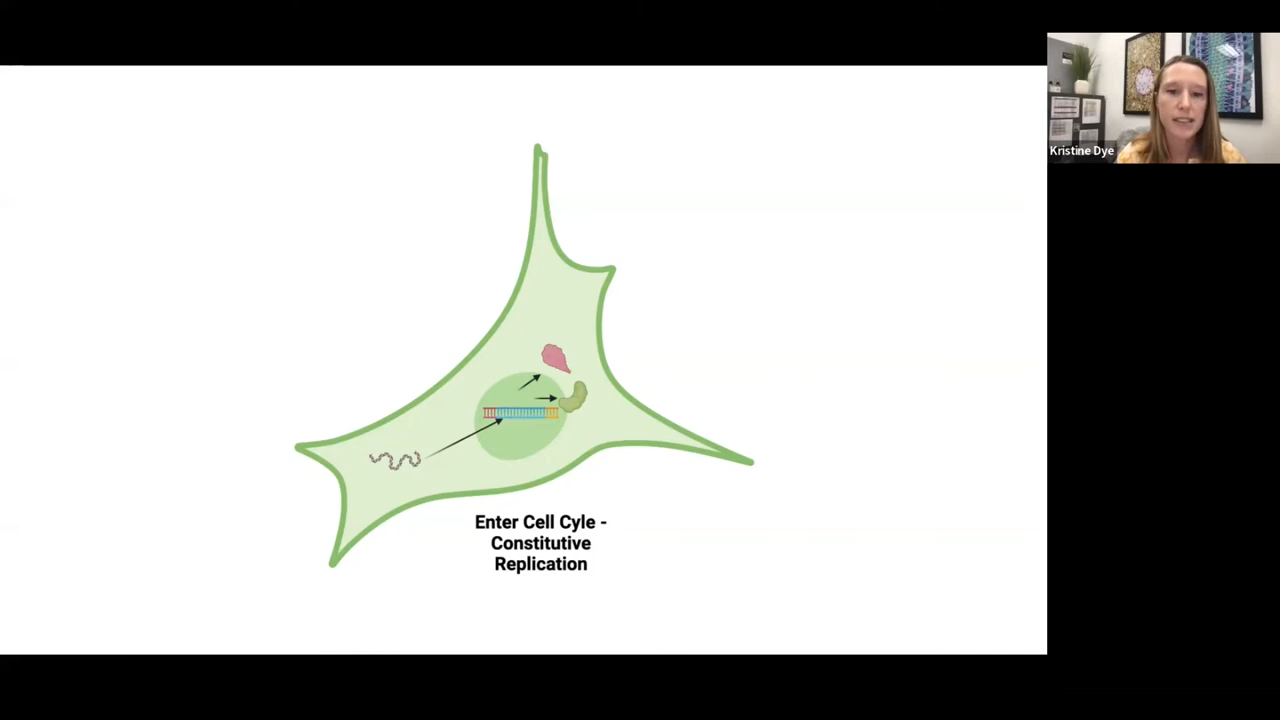 Kristine Dye
Enter Cell Cyle -
Constitutive
Replication